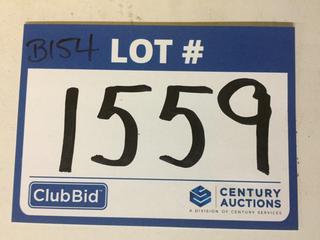 B154 LOT #
1559
ClubBid
CENTURY
AUCTIONS
A DIVISION OF CENTURY SERVICES